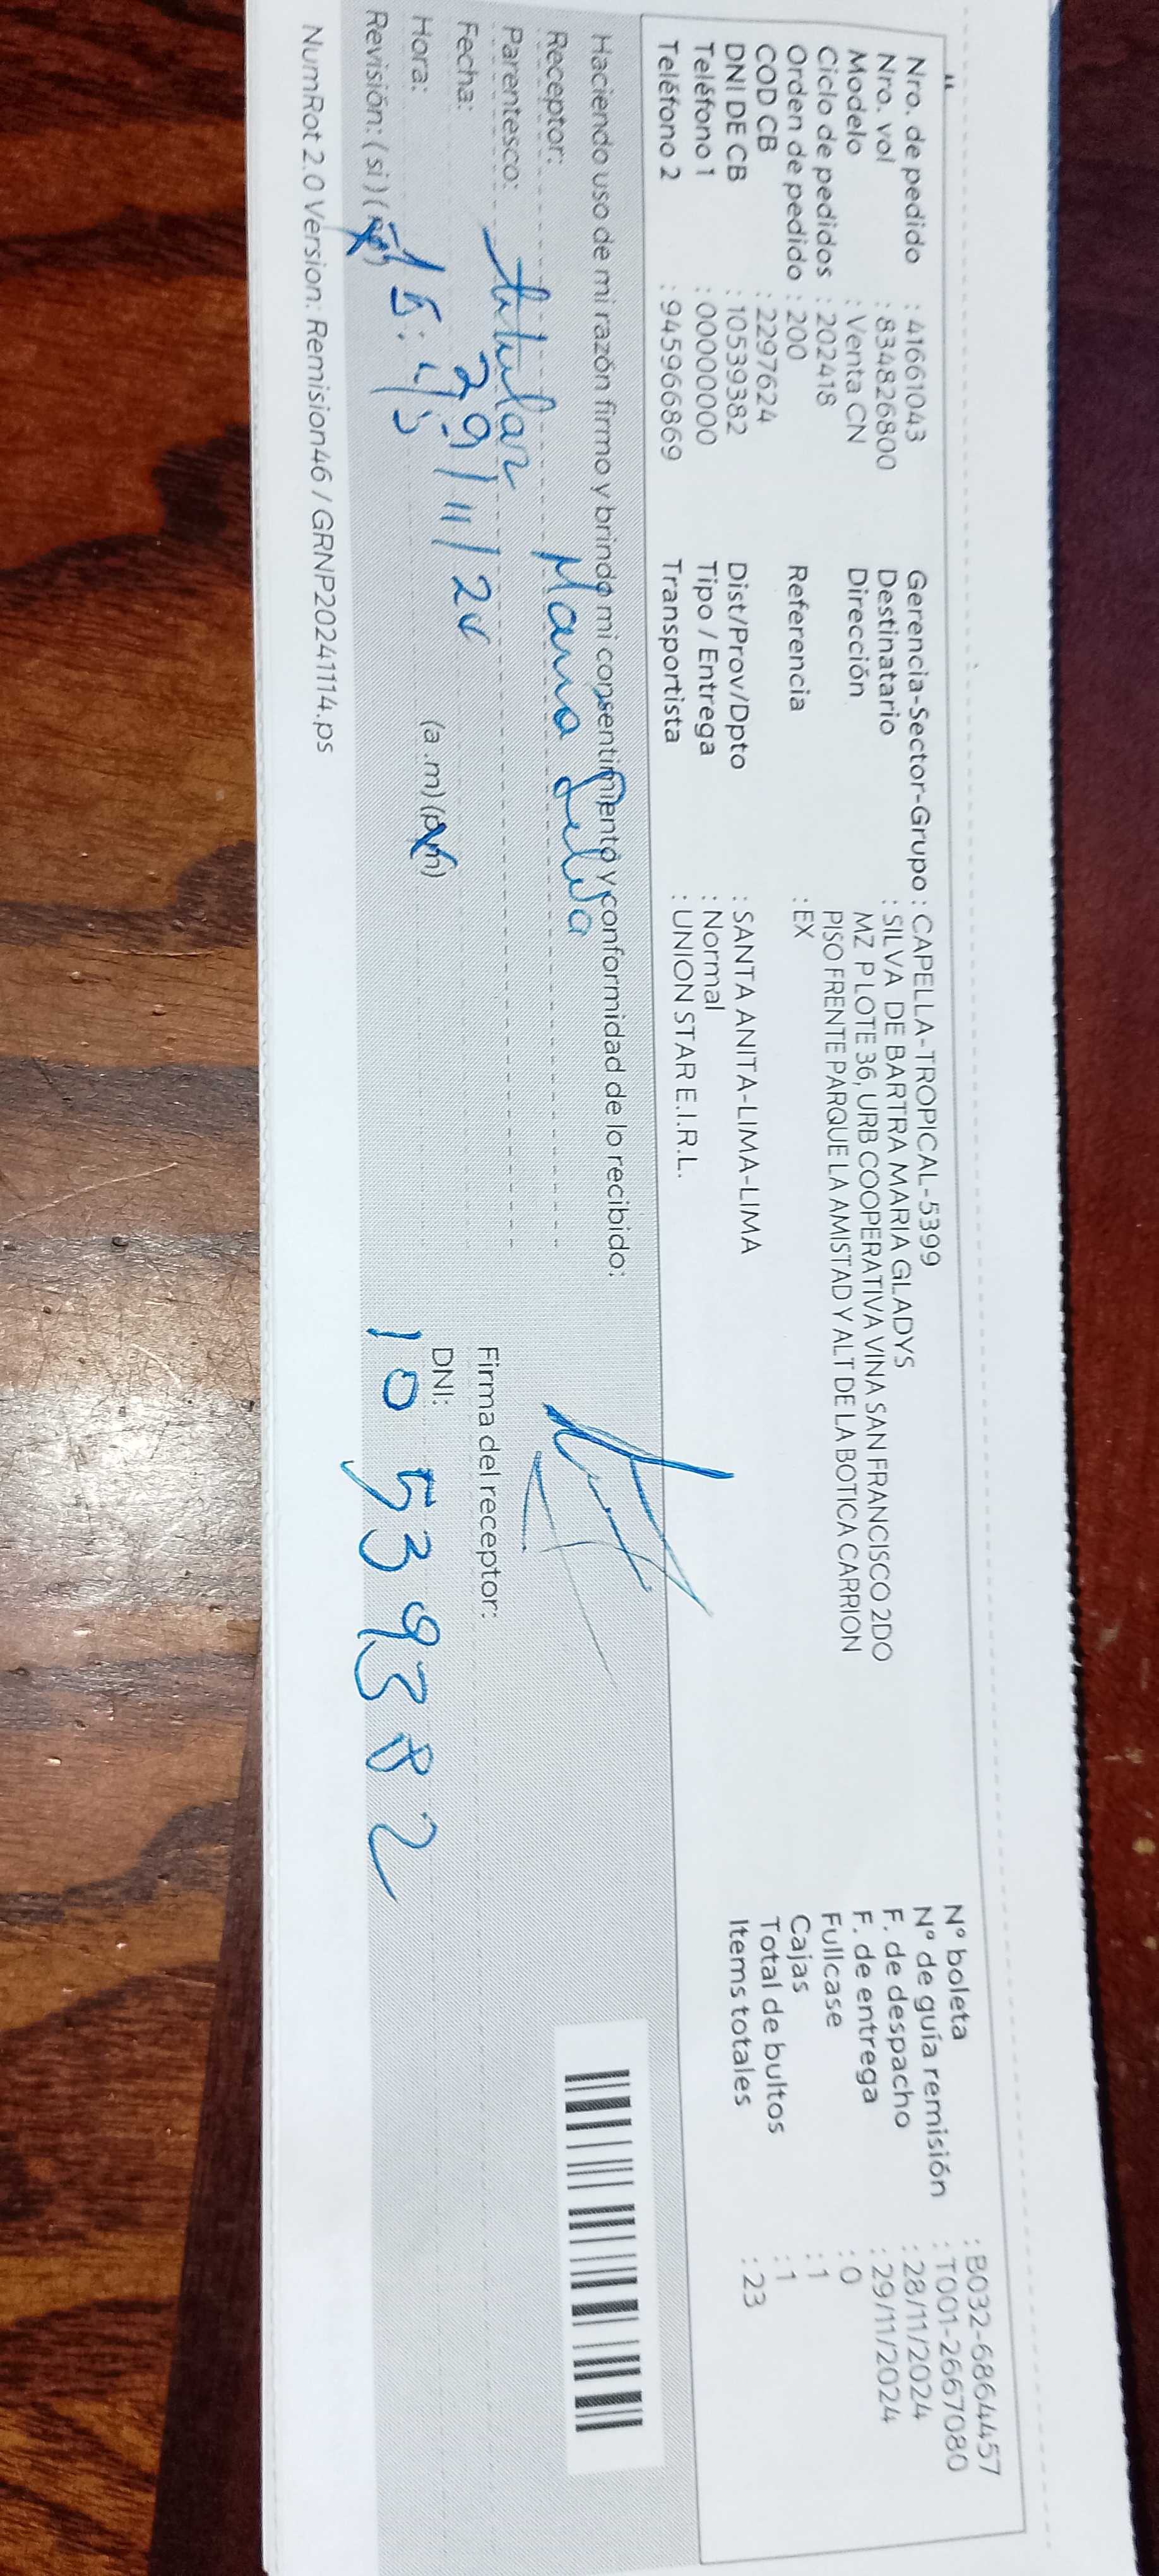 Nro. de pedido : 41661043
Nro. vol : 834826800
Modelo : Venta CN
Ciclo de pedidos : 202418
Orden de pedido : 200
COD CB : 2297624
DNI DE CB : 10539382
Teléfono 1 : 00000000
Teléfono 2 : 945966869
Gerencia-Sector-Grupo : CAPELLA-TROPICAL-5399
Destinatario : SILVA DE BARTRA MARIA GLADYS
Dirección MZ P LOTE 36, URB COOPERATIVA VINA SAN FRANCISCO 2DO
PISO FRENTE PARQUE LA AMISTAD Y ALT DE LA BOTICA CARRION
Referencia : EX
Dist/Prov/Dpto : SANTA ANITA-LIMA-LIMA
Tipo / Entrega : Normal
Transportista : UNION STAR E.I.R.L.
Nº boleta : B032-6864457
Nº de guía remisión : T001-2667080
F. de despacho : 28/11/2024
F. de entrega : 29/11/2024
Fullcase : 0
Cajas : 1
Total de bultos : 1
Items totales : 23
Haciendo uso de mi razón firmo y brindo mi consentimiento y conformidad de lo recibido:
Receptor: Maria Silva
Parentesco: titular
Fecha: 29/11/24
Hora: 15:45 (a.m) (p.m)
Revisión: (si) (no)
Firma del receptor:
DNI:
10539382
NumRot 2.0 Version: Remision46 / GRNP20241114.ps